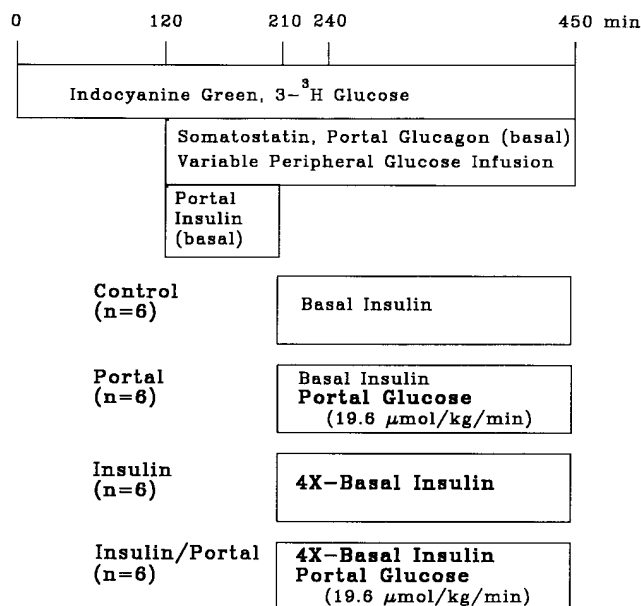 0 120 210 240 450 min
Indocyanine Green, 3-³H Glucose
Somatostatin, Portal Glucagon (basal)
Variable Peripheral Glucose Infusion
Portal
Insulin
(basal)
Control
(n=6)
Basal Insulin
Portal
(n=6)
Basal Insulin
Portal Glucose
(19.6 μmol/kg/min)
Insulin
(n=6)
4X-Basal Insulin
Insulin/Portal
(n=6)
4X-Basal Insulin
Portal Glucose
(19.6 μmol/kg/min)